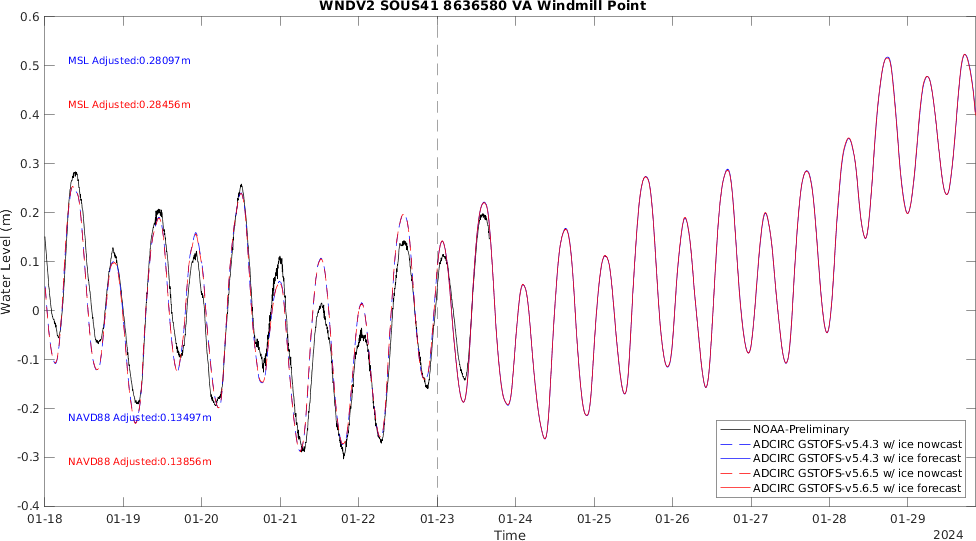 WNDV2 SOUS41 8636580 VA Windmill Point
0.6
0.5
0.4
0.3
0.2
0.1
0
-0.1
-0.2
-0.3
-0.4
Water Level (m)
MSL Adjusted:0.28097m
MSL Adjusted:0.28456m
NAVD88 Adjusted:0.13497m
NAVD88 Adjusted:0.13856m
NOAA-Preliminary
ADCIRC GSTOFS-v5.4.3 w/ ice nowcast
ADCIRC GSTOFS-v5.4.3 w/ ice forecast
ADCIRC GSTOFS-v5.6.5 w/ ice nowcast
ADCIRC GSTOFS-v5.6.5 w/ ice forecast
01-18 01-19 01-20 01-21 01-22 01-23 01-24 01-25 01-26 01-27 01-28 01-29
Time
2024